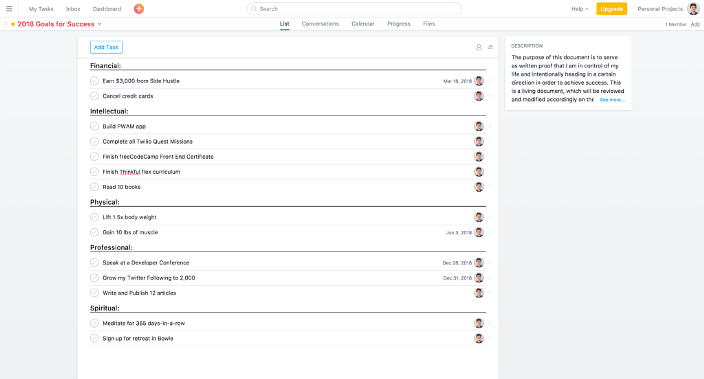 My Tasks Inbox Dashboard Search Help Upgrade Personal Projects
2018 Goals for Success List Conversations Calendar Progress Files 1 Member Add
Add Task
DESCRIPTION
The purpose of this document is to serve
as written proof that I am in control of my
life and intentionally heading in a certain
direction in order to achieve success. This
is a living document, which will be reviewed
and modified accordingly on the See more...
Financial:
Earn $3,000 from Side Hustle Mar 18, 2018
Cancel credit cards
Intellectual:
Build PWAM app
Complete all Twilio Quest Missions
Finish freeCodeCamp Front End Certificate
Finish Thinkful flex curriculum
Read 10 books
Physical:
Lift 1.5x body weight
Gain 10 lbs of muscle Jun 3, 2018
Professional:
Speak at a Developer Conference Dec 28, 2018
Grow my Twitter Following to 2,000 Dec 31, 2018
Write and Publish 12 articles
Spiritual:
Meditate for 365 days-in-a-row
Sign up for retreat in Bowie